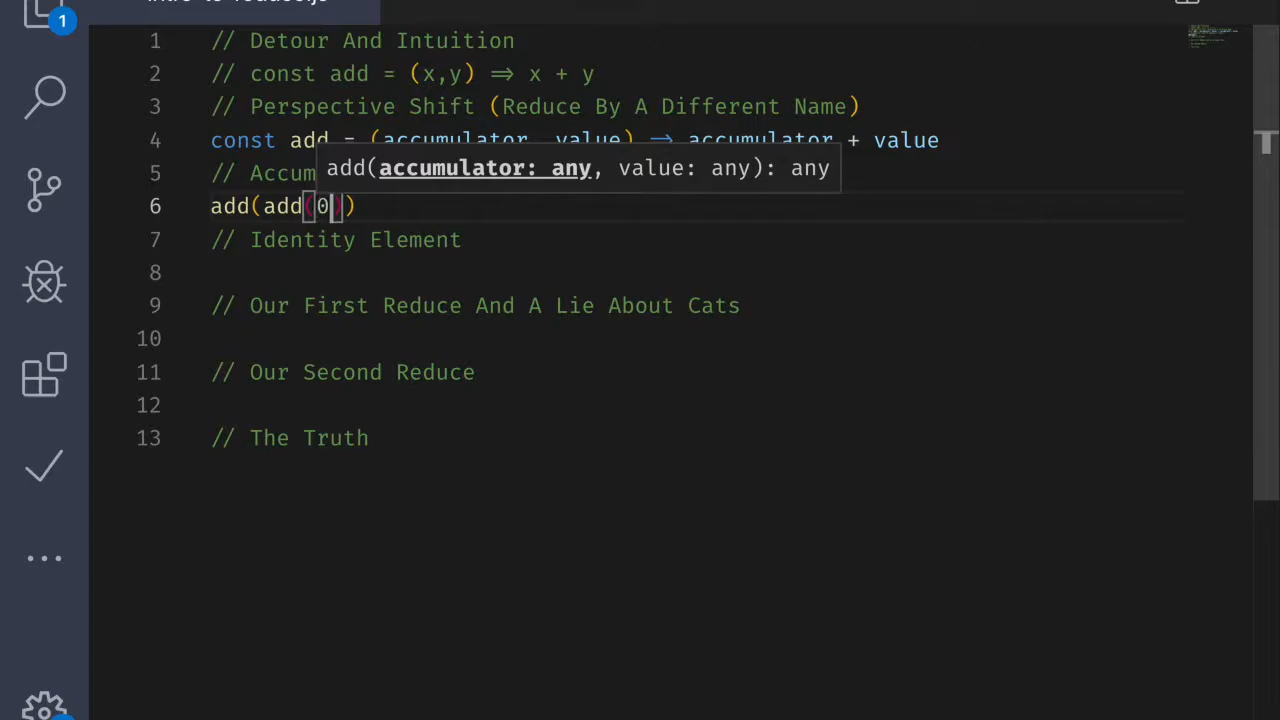 1
1 // Detour And Intuition
2 // const add = (x,y) => x + y
3 // Perspective Shift (Reduce By A Different Name)
4 const add = (accumulator, value) => accumulator + value
5 // Accum
add(accumulator: any, value: any): any
6 add(add(0))
7 // Identity Element
8
9 // Our First Reduce And A Lie About Cats
10
11 // Our Second Reduce
12
13 // The Truth